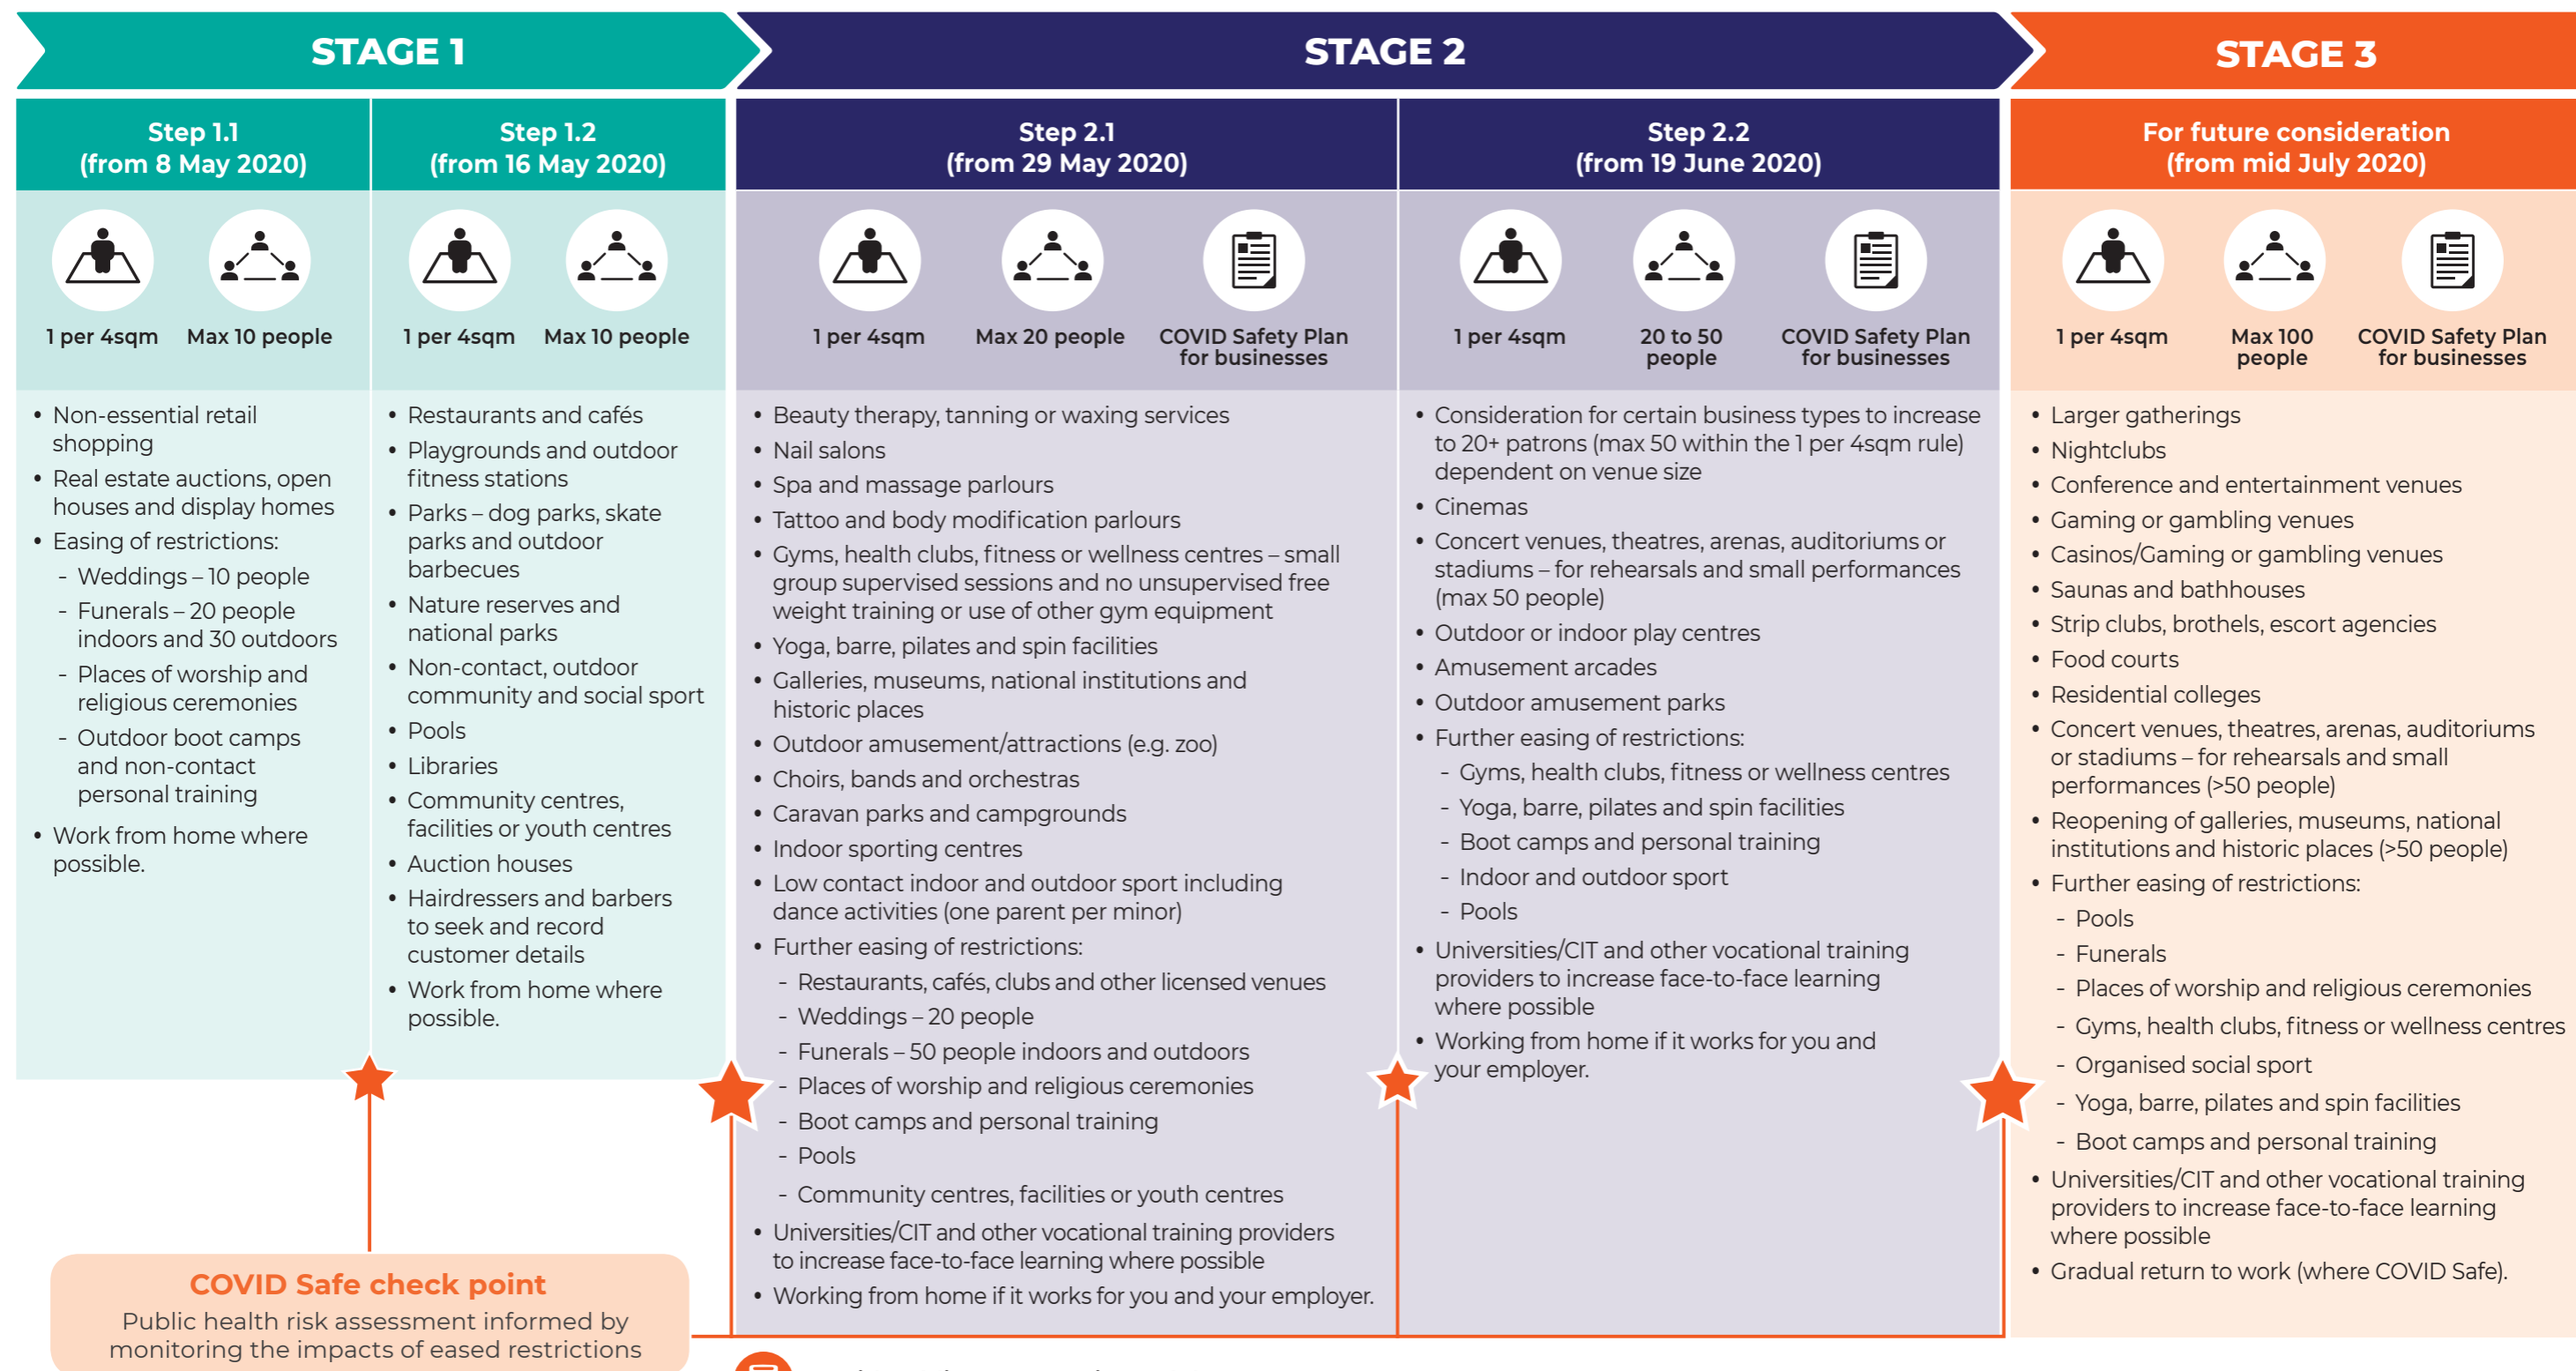 STAGE 1
STAGE 2
STAGE 3
Step 1.1
(from 8 May 2020)
1 per 4sqm
Max 10 people
• Non-essential retail
shopping
• Real estate auctions, open
houses and display homes
• Easing of restrictions:
- Weddings – 10 people
- Funerals – 20 people
indoors and 30 outdoors
- Places of worship and
religious ceremonies
- Outdoor boot camps
and non-contact
personal training
• Work from home where
possible.
Step 1.2
(from 16 May 2020)
1 per 4sqm
Max 10 people
• Restaurants and cafés
• Playgrounds and outdoor
fitness stations
• Parks – dog parks, skate
parks and outdoor
barbecues
• Nature reserves and
national parks
• Non-contact, outdoor
community and social sport
• Pools
• Libraries
• Community centres,
facilities or youth centres
• Auction houses
• Hairdressers and barbers
to seek and record
customer details
• Work from home where
possible.
Step 2.1
(from 29 May 2020)
1 per 4sqm
Max 20 people
COVID Safety Plan
for businesses
• Beauty therapy, tanning or waxing services
• Nail salons
• Spa and massage parlours
• Tattoo and body modification parlours
• Gyms, health clubs, fitness or wellness centres – small
group supervised sessions and no unsupervised free
weight training or use of other gym equipment
• Yoga, barre, pilates and spin facilities
• Galleries, museums, national institutions and
historic places
• Outdoor amusement/attractions (e.g. zoo)
• Choirs, bands and orchestras
• Caravan parks and campgrounds
• Indoor sporting centres
• Low contact indoor and outdoor sport including
dance activities (one parent per minor)
• Further easing of restrictions:
- Restaurants, cafés, clubs and other licensed venues
- Weddings – 20 people
- Funerals – 50 people indoors and outdoors
- Places of worship and religious ceremonies
- Boot camps and personal training
- Pools
- Community centres, facilities or youth centres
• Universities/CIT and other vocational training providers
to increase face-to-face learning where possible
• Working from home if it works for you and your employer.
Step 2.2
(from 19 June 2020)
1 per 4sqm
20 to 50
people
COVID Safety Plan
for businesses
• Consideration for certain business types to increase
to 20+ patrons (max 50 within the 1 per 4sqm rule)
dependent on venue size
• Cinemas
• Concert venues, theatres, arenas, auditoriums or
stadiums – for rehearsals and small performances
(max 50 people)
• Outdoor or indoor play centres
• Amusement arcades
• Outdoor amusement parks
• Further easing of restrictions:
- Gyms, health clubs, fitness or wellness centres
- Yoga, barre, pilates and spin facilities
- Boot camps and personal training
- Indoor and outdoor sport
- Pools
• Universities/CIT and other vocational training
providers to increase face-to-face learning
where possible
• Working from home if it works for you and
your employer.
For future consideration
(from mid July 2020)
1 per 4sqm
Max 100
people
COVID Safety Plan
for businesses
• Larger gatherings
• Nightclubs
• Conference and entertainment venues
• Gaming or gambling venues
• Casinos/Gaming or gambling venues
• Saunas and bathhouses
• Strip clubs, brothels, escort agencies
• Food courts
• Residential colleges
• Concert venues, theatres, arenas, auditoriums
or stadiums – for rehearsals and small
performances (>50 people)
• Reopening of galleries, museums, national
institutions and historic places (>50 people)
• Further easing of restrictions:
- Pools
- Funerals
- Places of worship and religious ceremonies
- Gyms, health clubs, fitness or wellness centres
- Organised social sport
- Yoga, barre, pilates and spin facilities
- Boot camps and personal training
• Universities/CIT and other vocational training
providers to increase face-to-face learning
where possible
• Gradual return to work (where COVID Safe).
COVID Safe check point
Public health risk assessment informed by
monitoring the impacts of eased restrictions